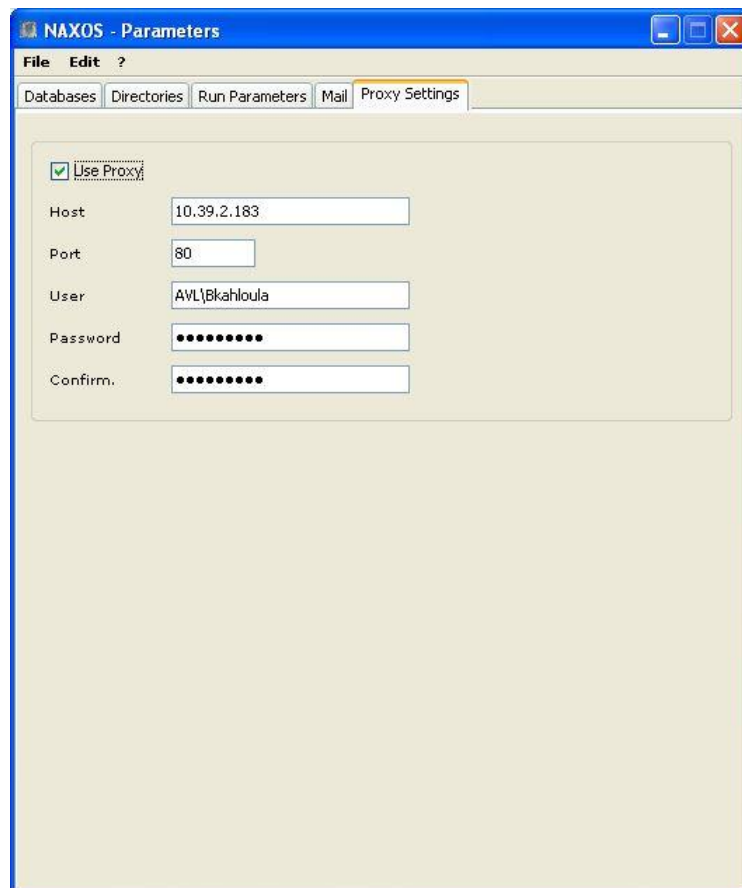 NAXOS - Parameters
File Edit ?
Databases Directories Run Parameters Mail Proxy Settings
Use Proxy
Host 10.39.2.183
Port 80
User AVL\Bkahloula
Password •••••••••
Confirm. •••••••••